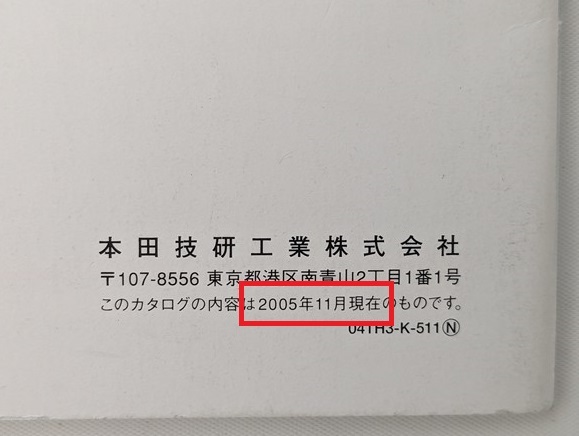 本田技研工業株式会社
〒107-8556 東京都港区南青山2丁目1番1号
このカタログの内容は2005年11月現在のものです。
04TH3-K-511Ⓝ